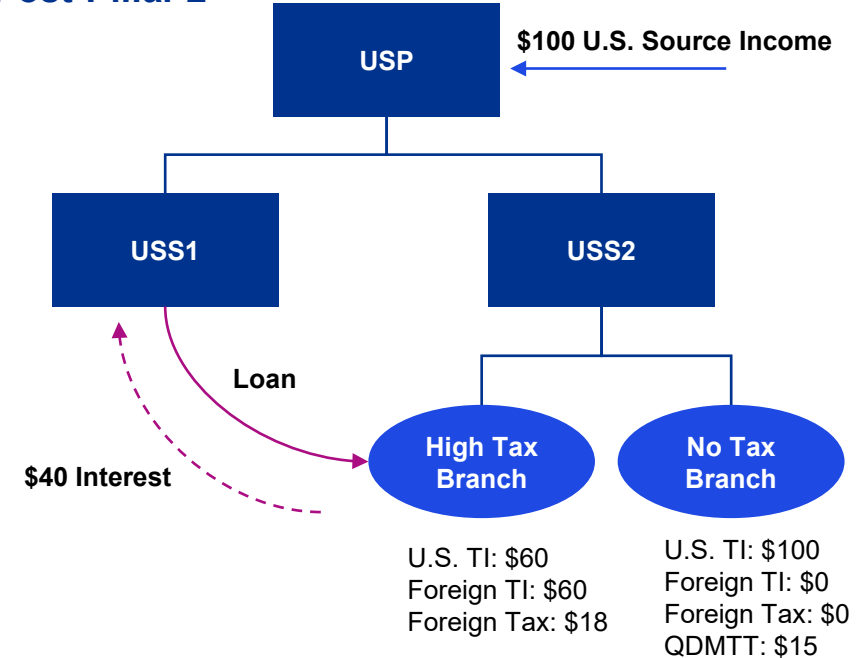 USP
$100 U.S. Source Income
USS1
USS2
Loan
$40 Interest
High Tax
Branch
No Tax
Branch
U.S. TI: $60
Foreign TI: $60
Foreign Tax: $18
U.S. TI: $100
Foreign TI: $0
Foreign Tax: $0
QDMTT: $15